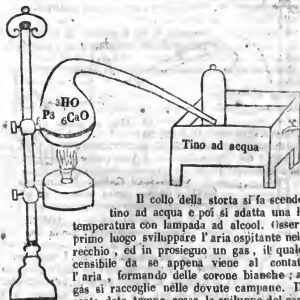 ³HO
P3 ⁶CaO
Tino ad acqua
Il collo della storta si fa scende
tino ad acqua e poi si adatta una l
temperatura con lampada ad alcool. Osser
primo luogo sviluppare l'aria ospitante nel
recchio, ed in prosieguo un gas, il quale
censibile da sè, appena viene al contat
l'aria, formando delle corone bianche; a
gas si raccoglie nelle dovute campane. D